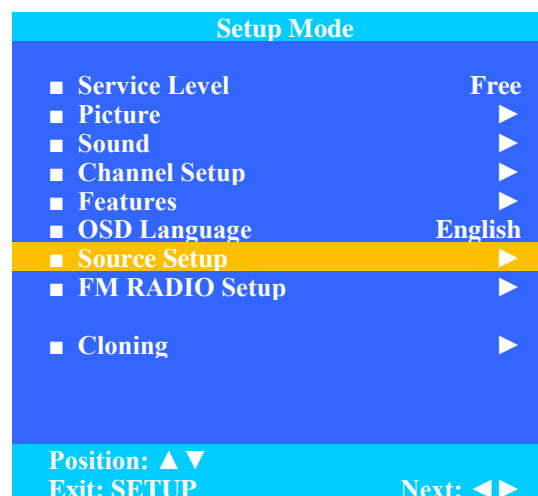 Setup Mode
■ Service Level Free
■ Picture ►
■ Sound ►
■ Channel Setup ►
■ Features ►
■ OSD Language English
■ Source Setup ►
■ FM RADIO Setup ►
■ Cloning ►
Position: ▲▼
Exit: SETUP Next: ◄►